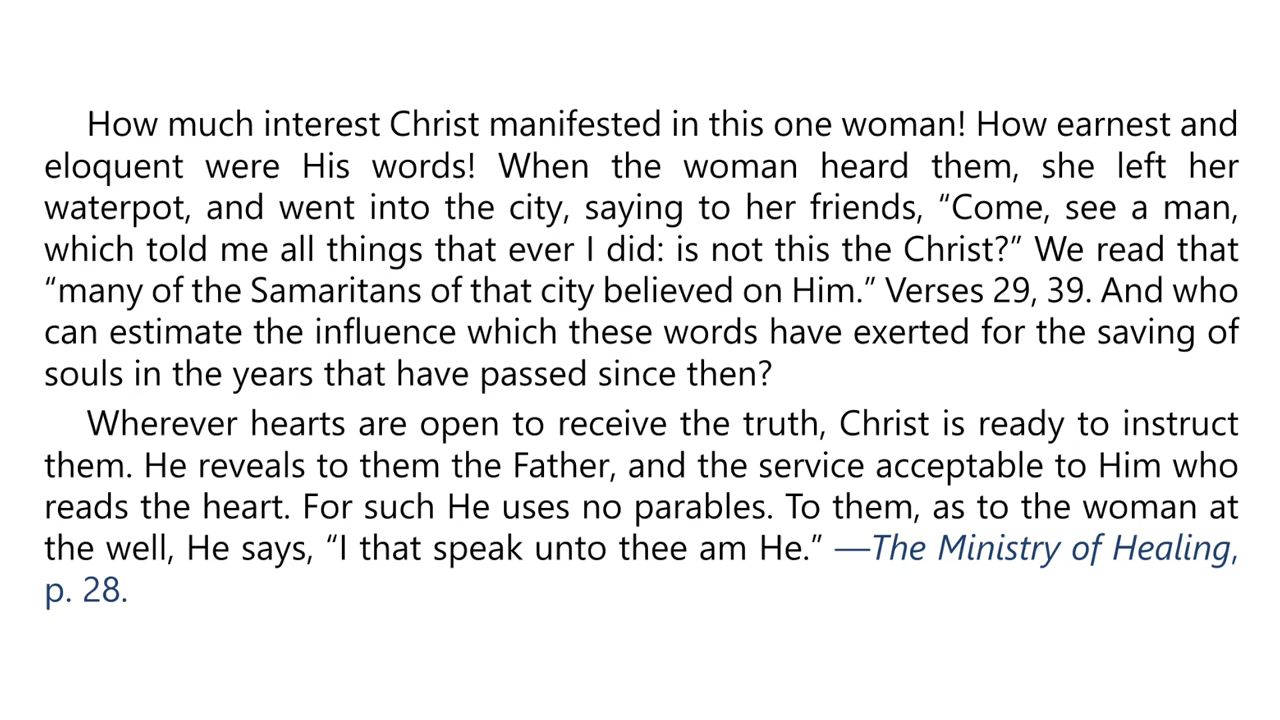 How much interest Christ manifested in this one woman! How earnest and
eloquent were His words! When the woman heard them, she left her
waterpot, and went into the city, saying to her friends, “Come, see a man,
which told me all things that ever I did: is not this the Christ?” We read that
“many of the Samaritans of that city believed on Him.” Verses 29, 39. And who
can estimate the influence which these words have exerted for the saving of
souls in the years that have passed since then?
Wherever hearts are open to receive the truth, Christ is ready to instruct
them. He reveals to them the Father, and the service acceptable to Him who
reads the heart. For such He uses no parables. To them, as to the woman at
the well, He says, “I that speak unto thee am He.” —The Ministry of Healing,
p. 28.